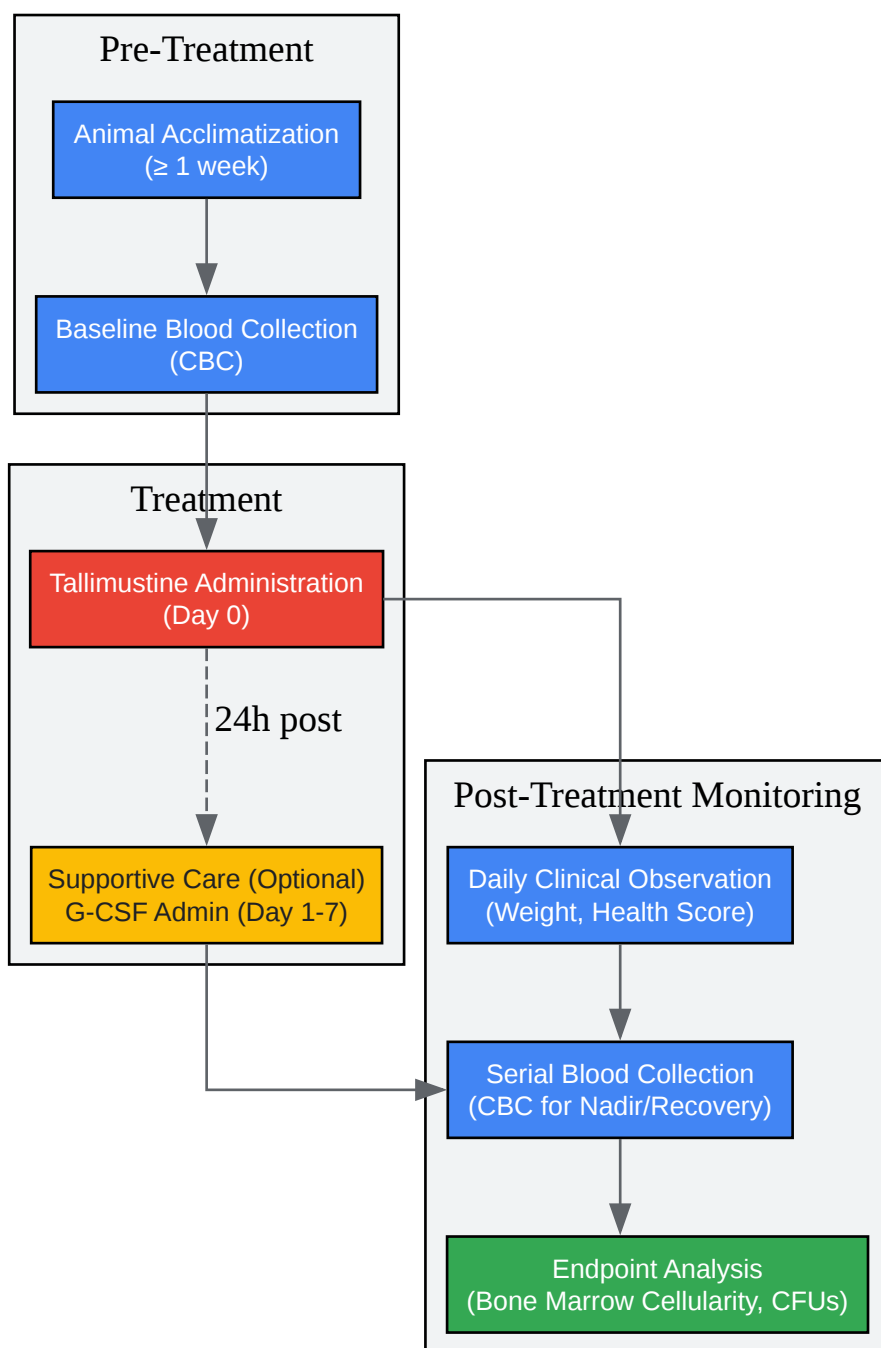 Pre-Treatment
Animal Acclimatization
(≥ 1 week)
Baseline Blood Collection
(CBC)
Treatment
Tallimustine Administration
(Day 0)
24h post
Supportive Care (Optional)
G-CSF Admin (Day 1-7)
Post-Treatment Monitoring
Daily Clinical Observation
(Weight, Health Score)
Serial Blood Collection
(CBC for Nadir/Recovery)
Endpoint Analysis
(Bone Marrow Cellularity, CFUs)